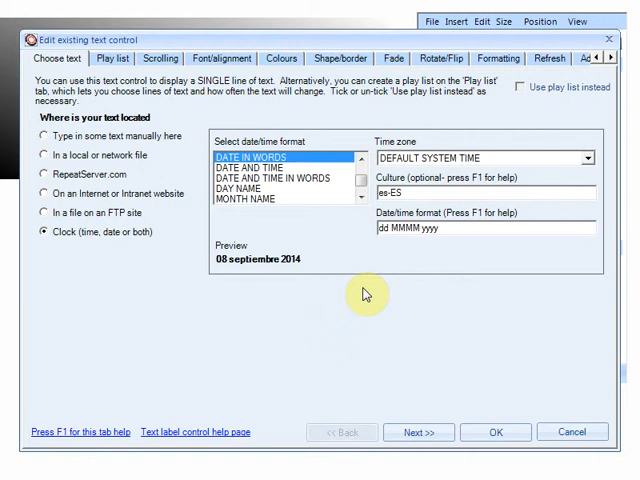 File Insert Edit Size Position View
Edit existing text control
Choose text Play list Scrolling Font/alignment Colours Shape/border Fade Rotate/Flip Formatting Refresh
You can use this text control to display a SINGLE line of text. Alternatively, you can create a play list on the 'Play list'
tab, which lets you choose lines of text and how often the text will change. Tick or un-tick 'Use play list instead' as
necessary.
Use play list instead
Where is your text located
Type in some text manually here
In a local or network file
RepeatServer.com
On an Internet or Intranet website
In a file on an FTP site
Clock (time, date or both)
Select date/time format
DATE IN WORDS
DATE AND TIME
DATE AND TIME IN WORDS
DAY NAME
MONTH NAME
Time zone
DEFAULT SYSTEM TIME
Culture (optional- press F1 for help)
es-ES
Date/time format (Press F1 for help)
dd MMMM yyyy
Preview
08 septiembre 2014
Press F1 for this tab help Text label control help page << Back Next >> OK Cancel